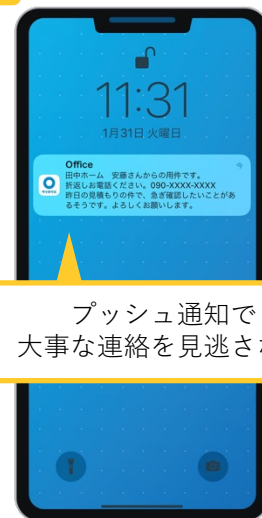 11:31
1月31日 火曜日
Office
田中ホーム 安藤さんからの用件です。
折返しお電話ください。090-XXXX-XXXX
昨日の見積もりの件で、急ぎ確認したいことがあ
るそうです。よろしくお願いします。
プッシュ通知で
大事な連絡を見逃さな